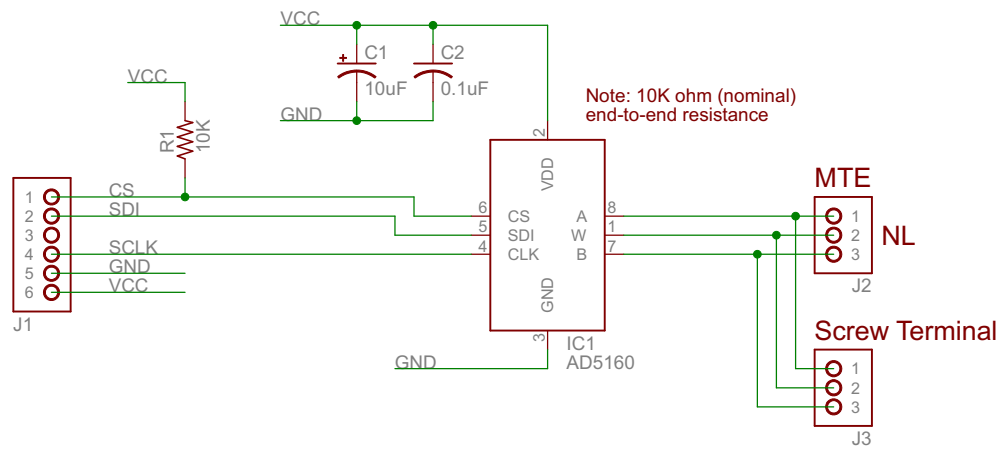 VCC
C1
C2
10uF
0.1uF
GND
VCC
R1
10K
Note: 10K ohm (nominal)
end-to-end resistance
2
VDD
MTE
1 CS
2 SDI
3
4 SCLK
5 GND
6 VCC
J1
6 CS
5 SDI
4 CLK
A 8
W 1
B 7
GND
3
IC1
AD5160
GND
1
2
3
NL
J2
Screw Terminal
1
2
3
J3